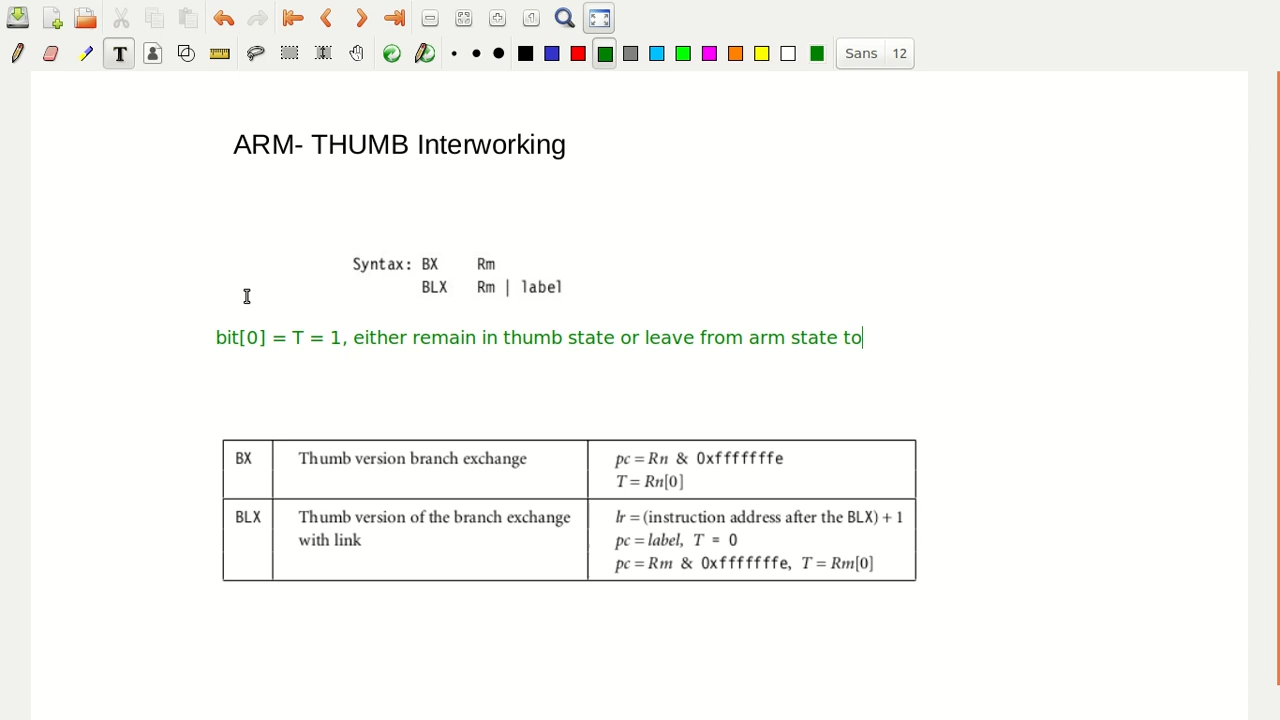 Sans 12
ARM- THUMB Interworking
Syntax: BX Rm
BLX Rm | label
bit[0] = T = 1, either remain in thumb state or leave from arm state to
BX Thumb version branch exchange pc = Rn & 0xfffffffe
T = Rn[0]
BLX Thumb version of the branch exchange lr = (instruction address after the BLX) + 1
with link pc = label, T = 0
pc = Rm & 0xfffffffe, T = Rm[0]